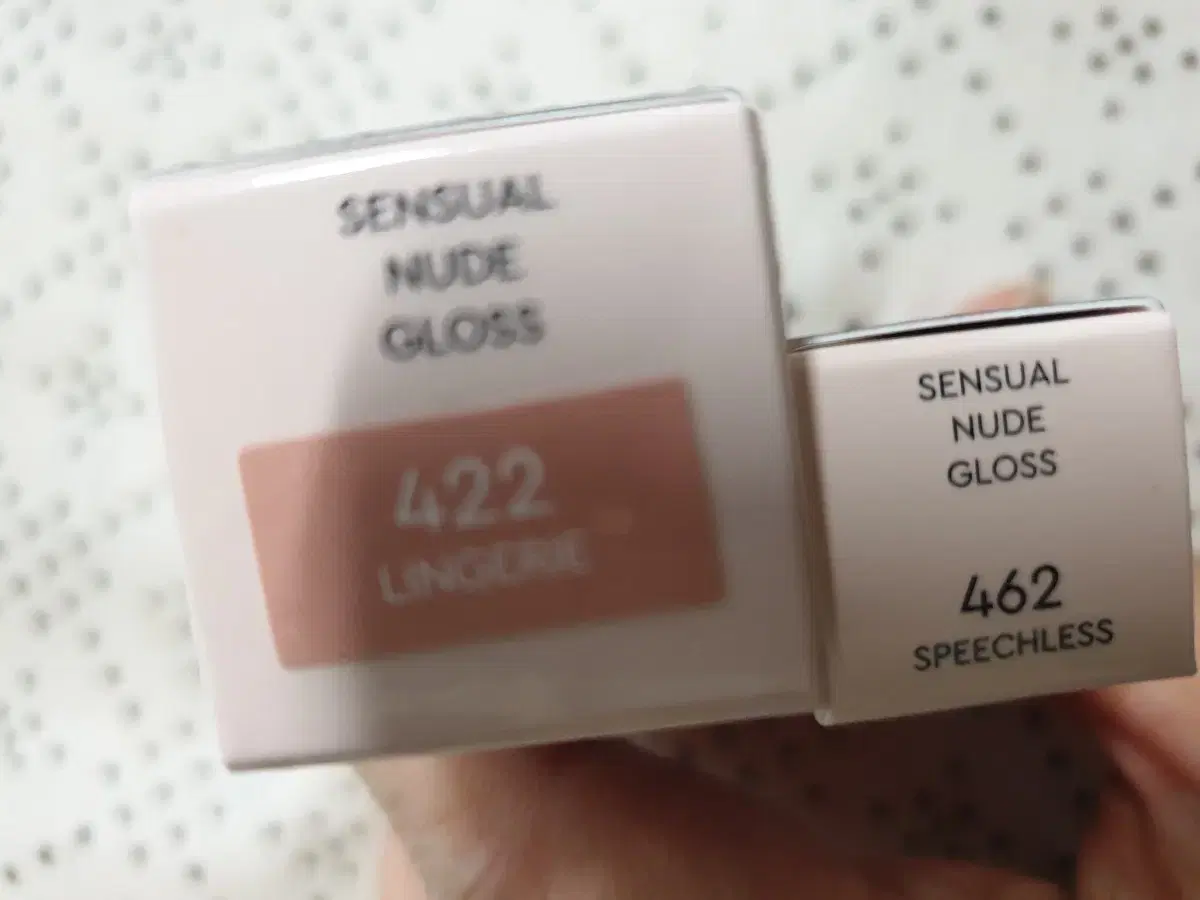 SENSUAL
NUDE
GLOSS
422
LINGERIE
SENSUAL
NUDE
GLOSS
462
SPEECHLESS